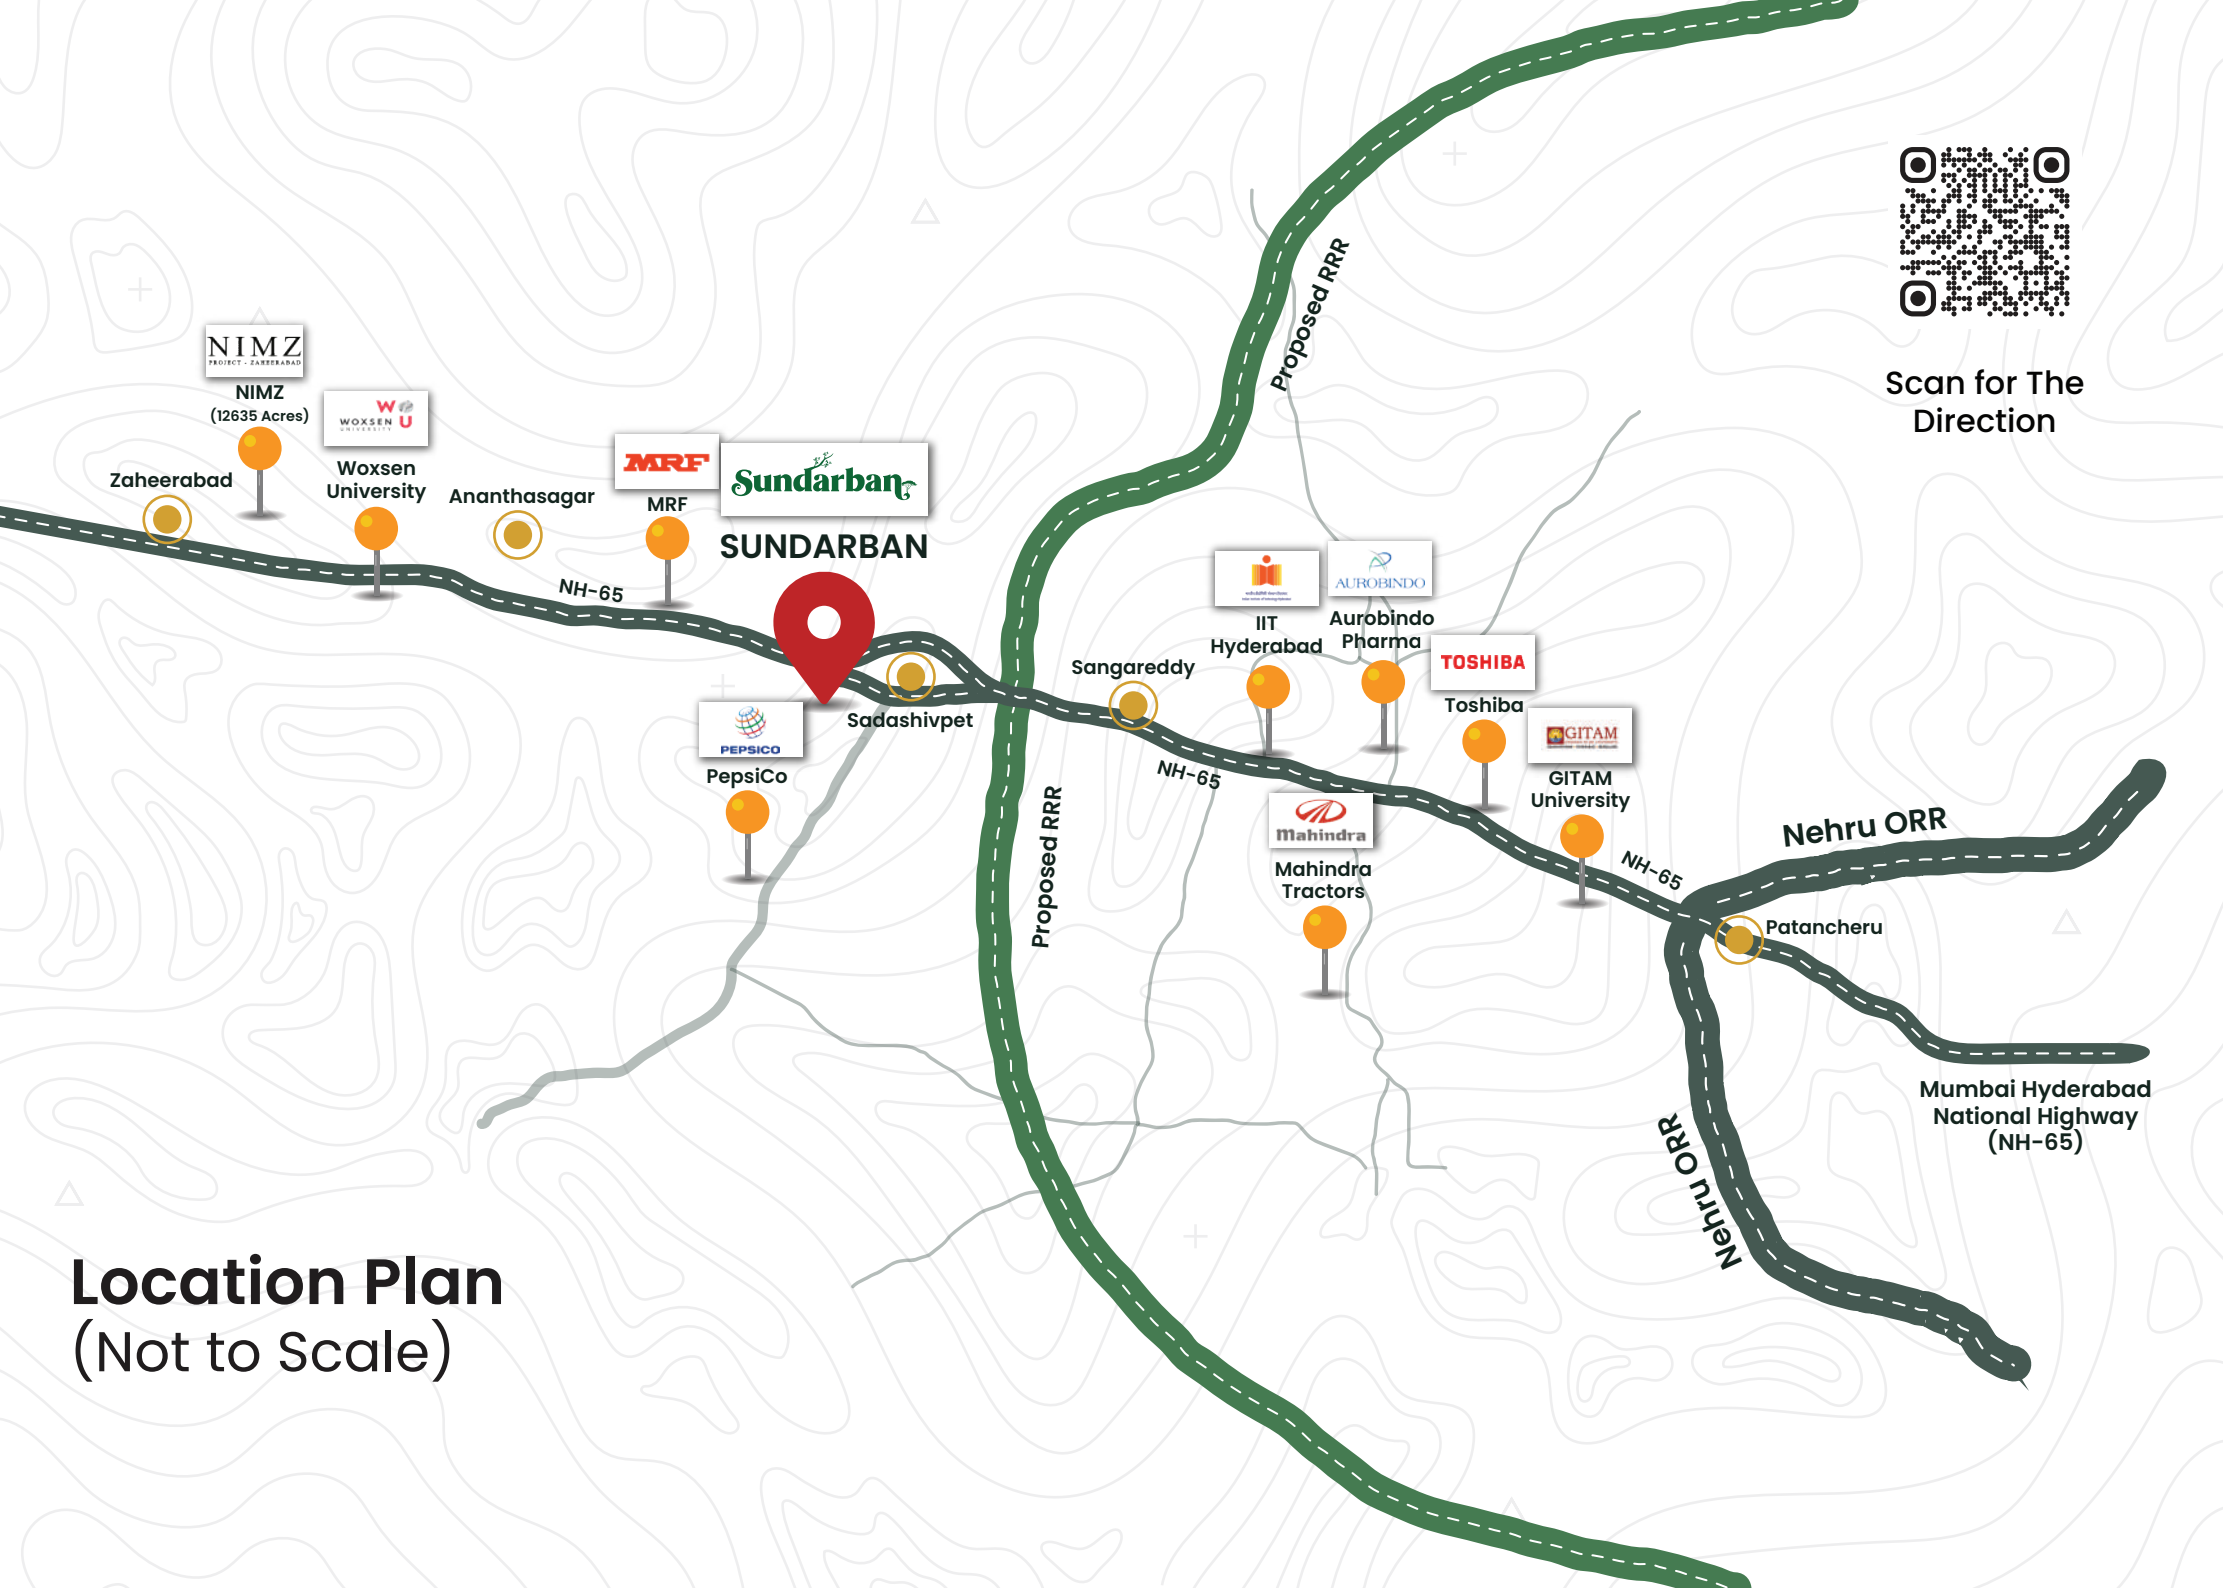 Proposed RRR
Scan for The
Direction
NIMZ
PROJECT - ZAHEERABAD
NIMZ
(12635 Acres)
WOXSEN
UNIVERSITY
W
U
Woxsen
University
Zaheerabad
Ananthasagar
MRF
MRF
Sundarban
SUNDARBAN
NH-65
PEPSICO
PepsiCo
Sadashivpet
Sangareddy
IIT
Hyderabad
AUROBINDO
Aurobindo
Pharma
TOSHIBA
Toshiba
GITAM
GITAM
University
NH-65
Mahindra
Mahindra
Tractors
Proposed RRR
NH-65
Nehru ORR
Patancheru
Mumbai Hyderabad
National Highway
(NH-65)
Nehru ORR
Location Plan
(Not to Scale)